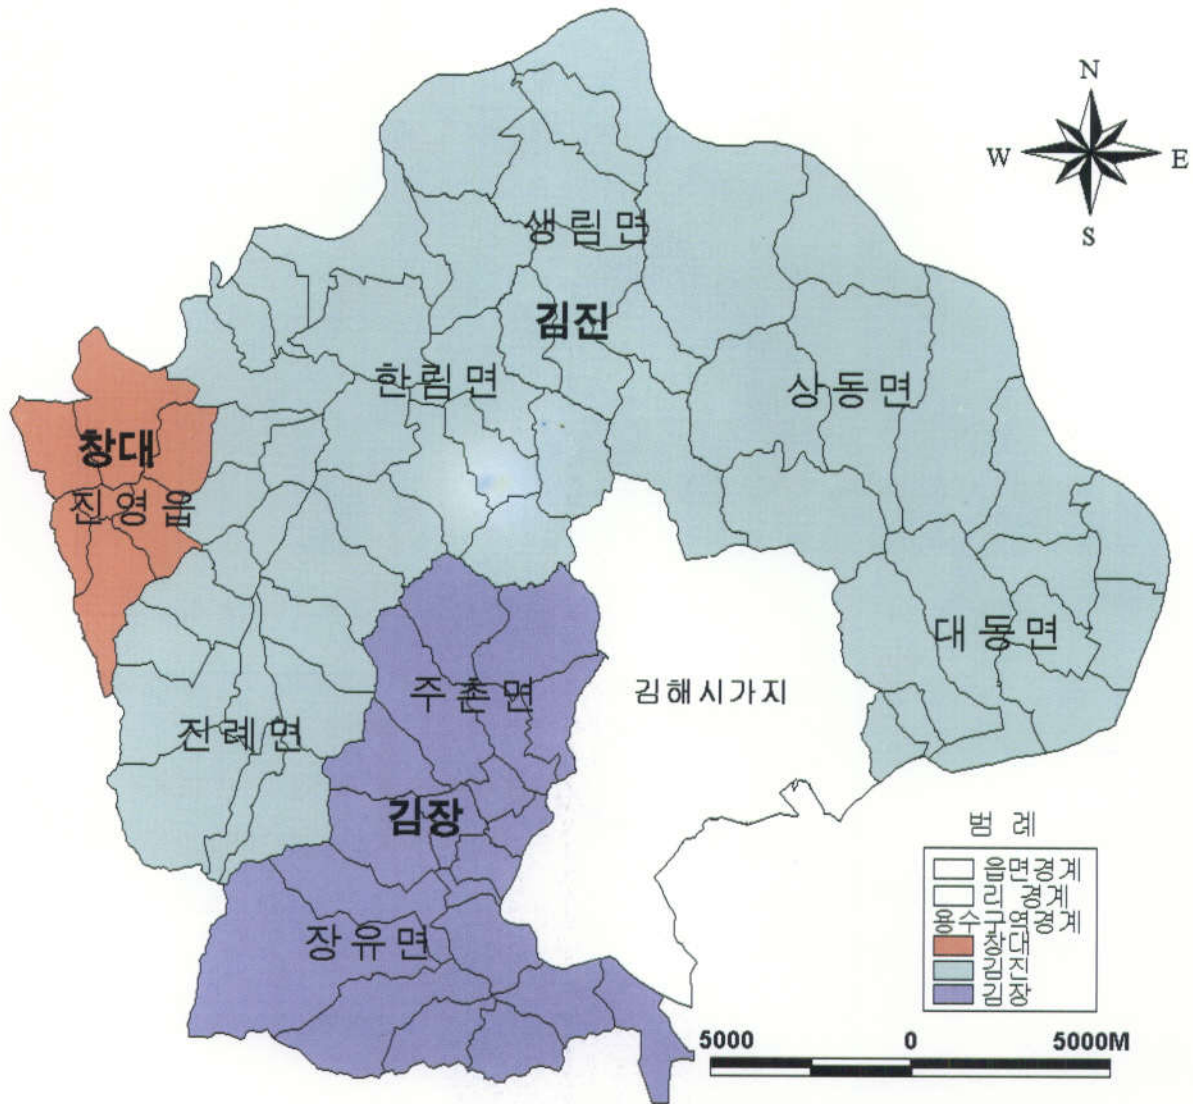 N
W E
S
생림면
김진
한림면
상동면
창대
진영읍
대동면
주촌면
김해시가지
진례면
김장
장유면
범 례
읍면경계
리 경계
용수구역경계
창대
김진
김장
5000 0 5000M